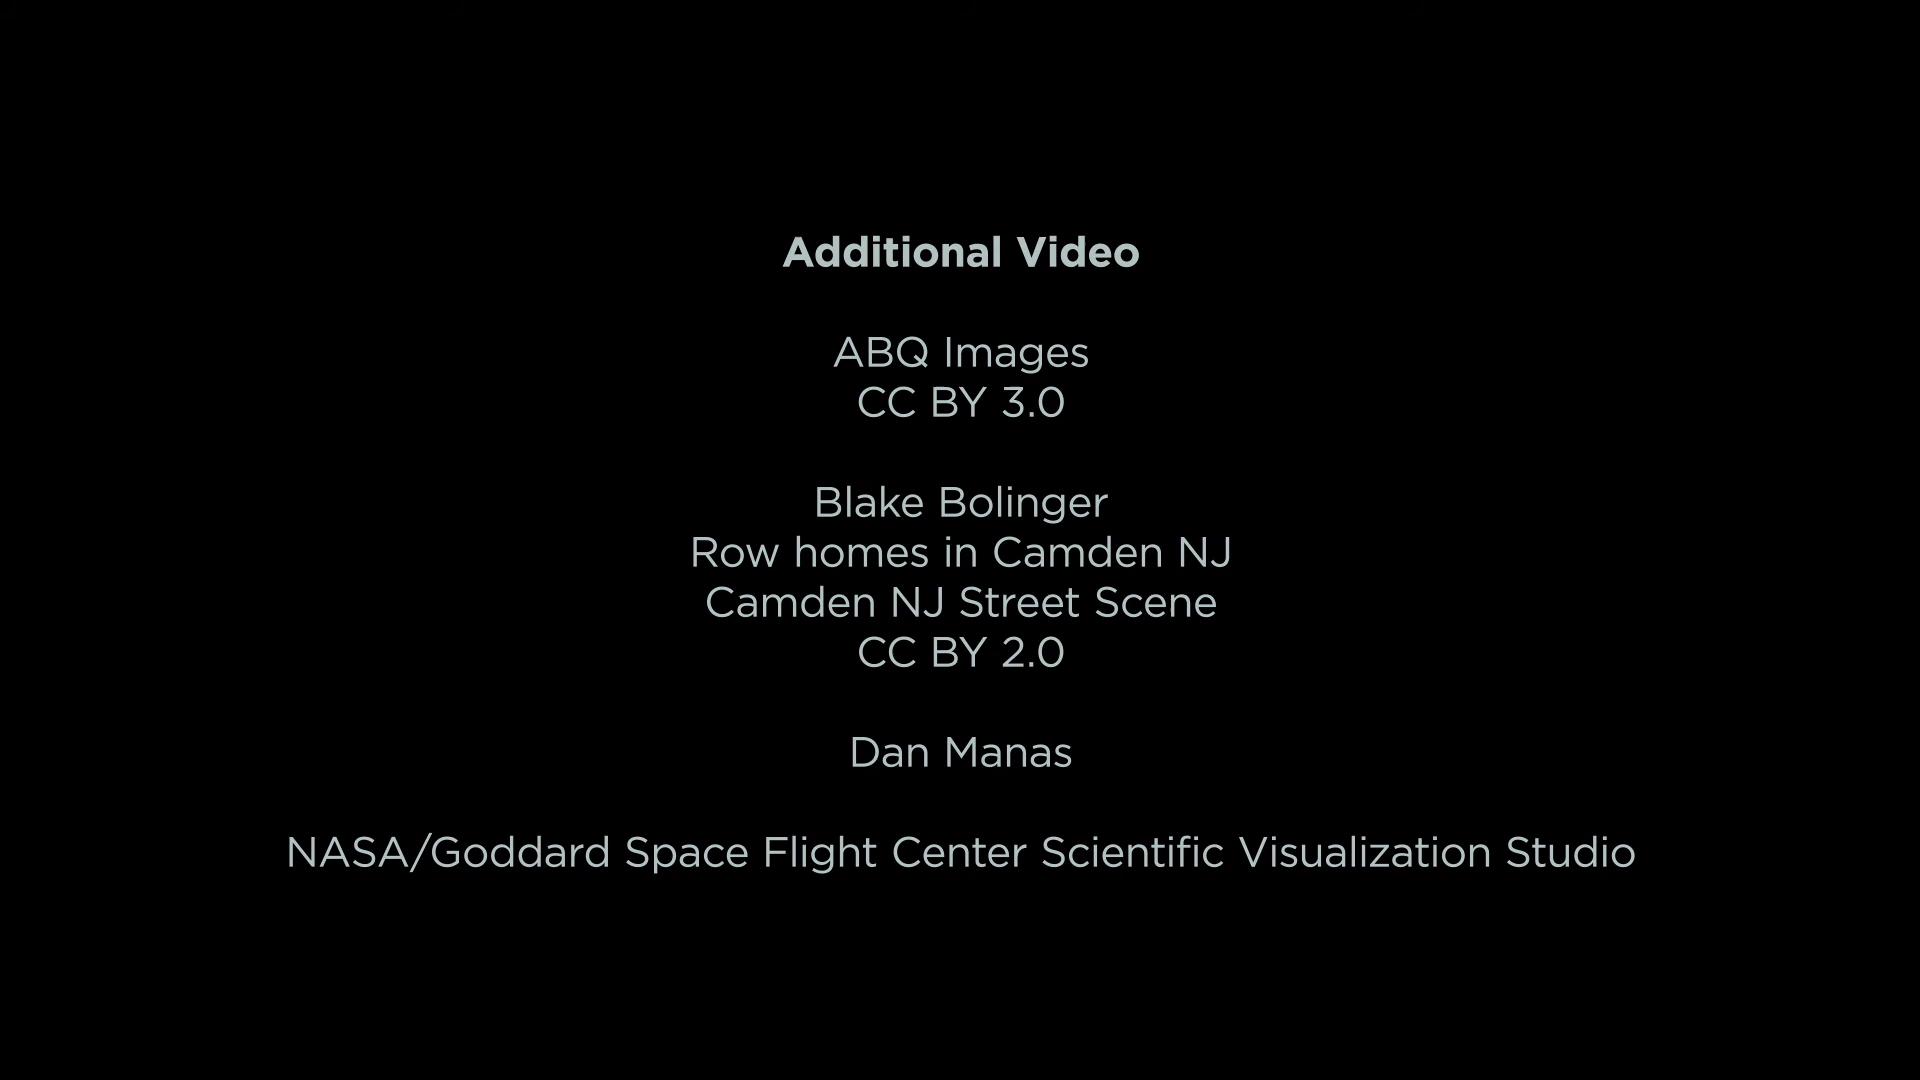 Additional Video
ABQ Images
CC BY 3.0
Blake Bolinger
Row homes in Camden NJ
Camden NJ Street Scene
CC BY 2.0
Dan Manas
NASA/Goddard Space Flight Center Scientific Visualization Studio